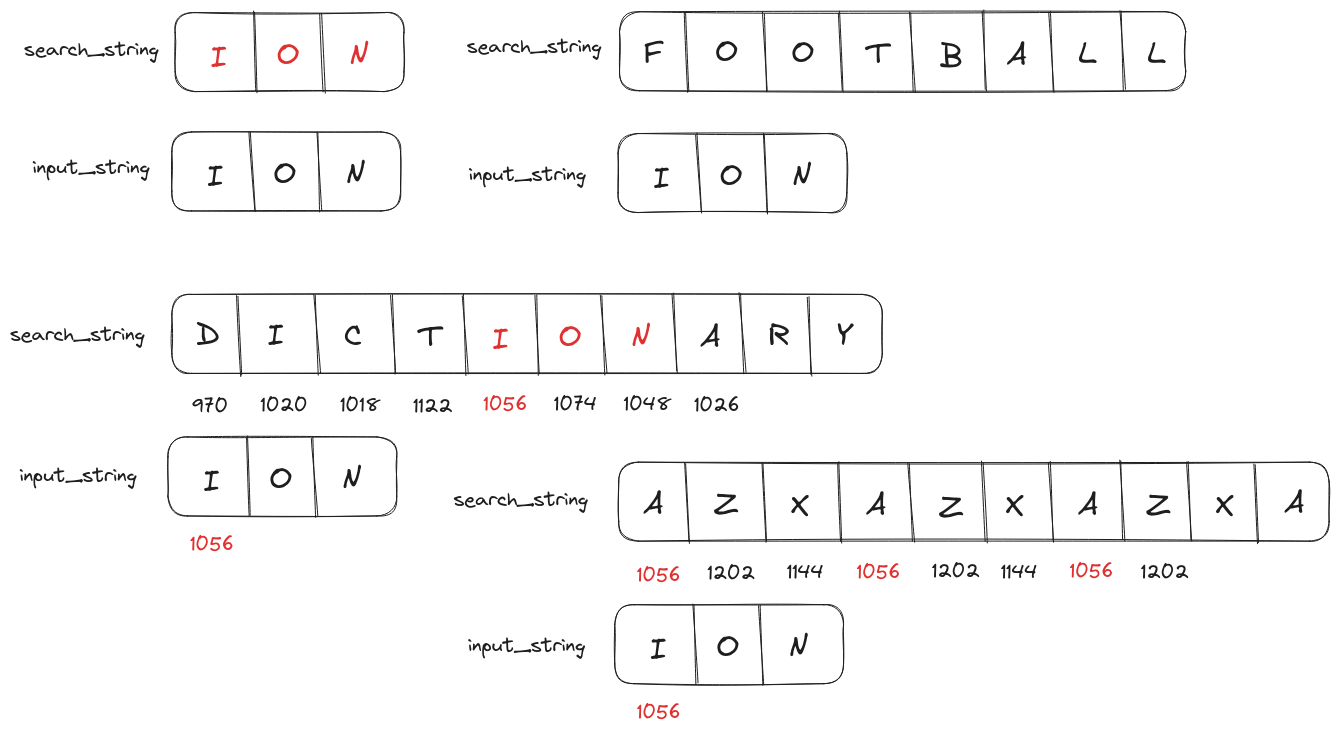 search_string I O N
search_string F O O T B A L L
input_string I O N
input_string I O N
search_string D I C T I O N A R Y
970 1020 1018 1122 1056 1074 1048 1026
input_string I O N
1056
search_string A Z X A Z X A Z X A
1056 1202 1144 1056 1202 1144 1056 1202
input_string I O N
1056